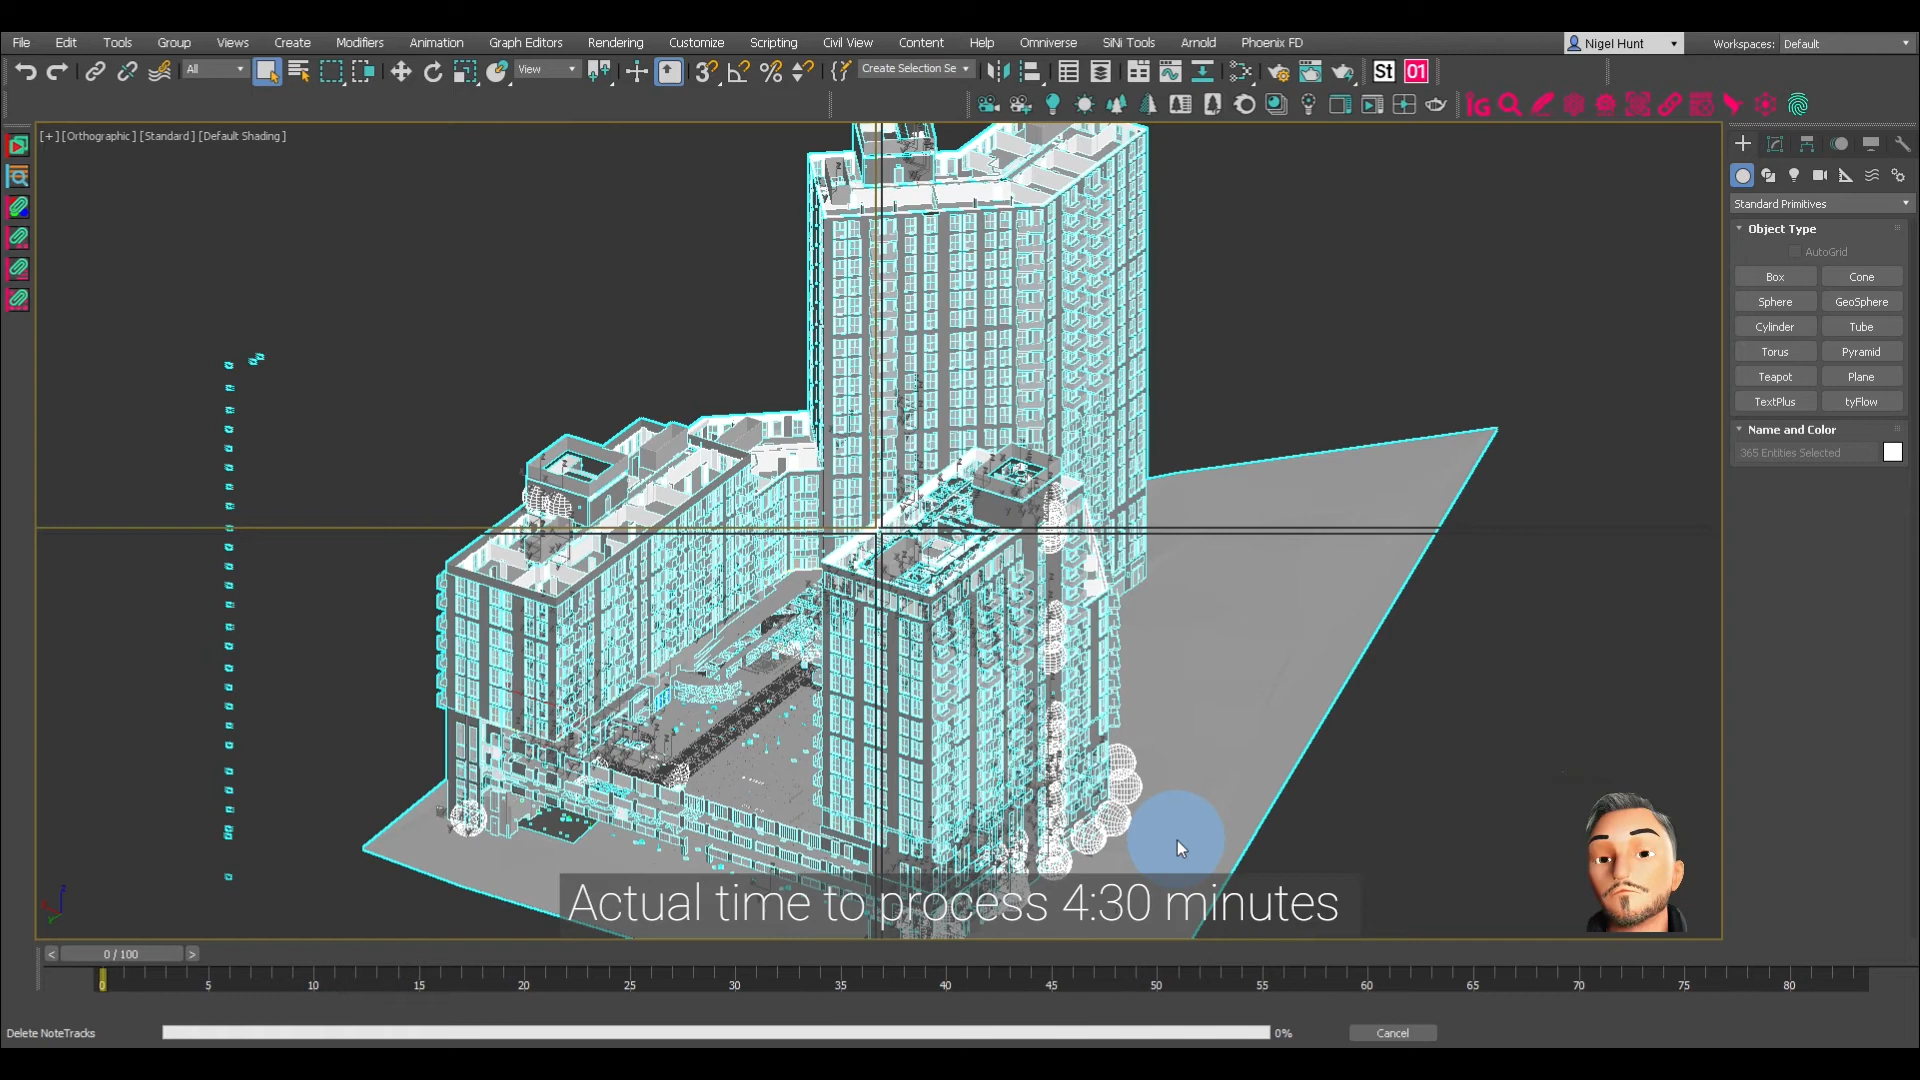 File Edit Tools Group Views Create Modifiers Animation Graph Editors Rendering Customize Scripting Civil View Content Help Omniverse SiNi Tools Arnold Phoenix FD Nigel Hunt Workspaces: Default
All View Create Selection Se St 01
iG
[+] [Orthographic] [Standard] [Default Shading]
Standard Primitives
Object Type
AutoGrid
Box Cone
Sphere GeoSphere
Cylinder Tube
Torus Pyramid
Teapot Plane
TextPlus tyFlow
Name and Color
365 Entities Selected
Actual time to process 4:30 minutes
< 0 / 100 >
0 5 10 15 20 25 30 35 40 45 50 55 60 65 70 75 80
Delete NoteTracks 0% Cancel